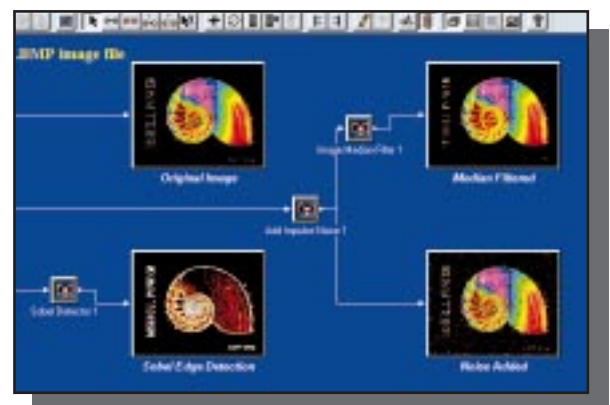 .BMP image file
Original Image
Image Median Filter 1
Median Filtered
Add Impulse Noise 1
Sobel Detector 1
Sobel Edge Detection
Noise Added